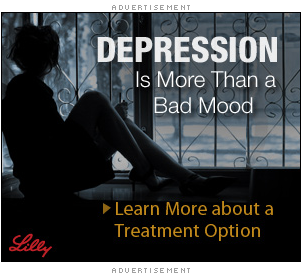 ADVERTISEMENT
DEPRESSION
Is More Than a
Bad Mood
Learn More about a
Treatment Option
Lilly
ADVERTISEMENT